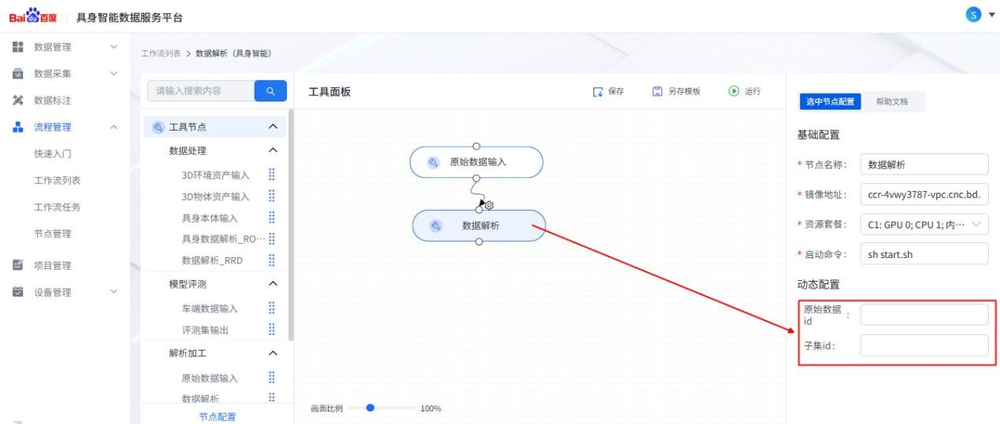 Bai du 百度
具身智能数据服务平台
S
数据管理
数据采集
数据标注
流程管理
快速入门
工作流列表
工作流任务
节点管理
项目管理
设备管理
工作流列表 > 数据解析（具身智能）
请输入搜索内容
工具节点
数据处理
3D环境资产输入
3D物体资产输入
具身本体输入
具身数据解析_RO···
数据解析_RRD
模型评测
车端数据输入
评测集输出
解析加工
原始数据输入
数据解析
节点配置
工具面板
保存
另存模板
运行
原始数据输入
数据解析
画面比例
100%
选中节点配置
帮助文档
基础配置
* 节点名称： 数据解析
* 镜像地址： ccr-4vwy3787-vpc.cnc.bd.
* 资源套餐： C1: GPU 0; CPU 1; 内···
* 启动命令： sh start.sh
动态配置
原始数据
id ：
子集id：